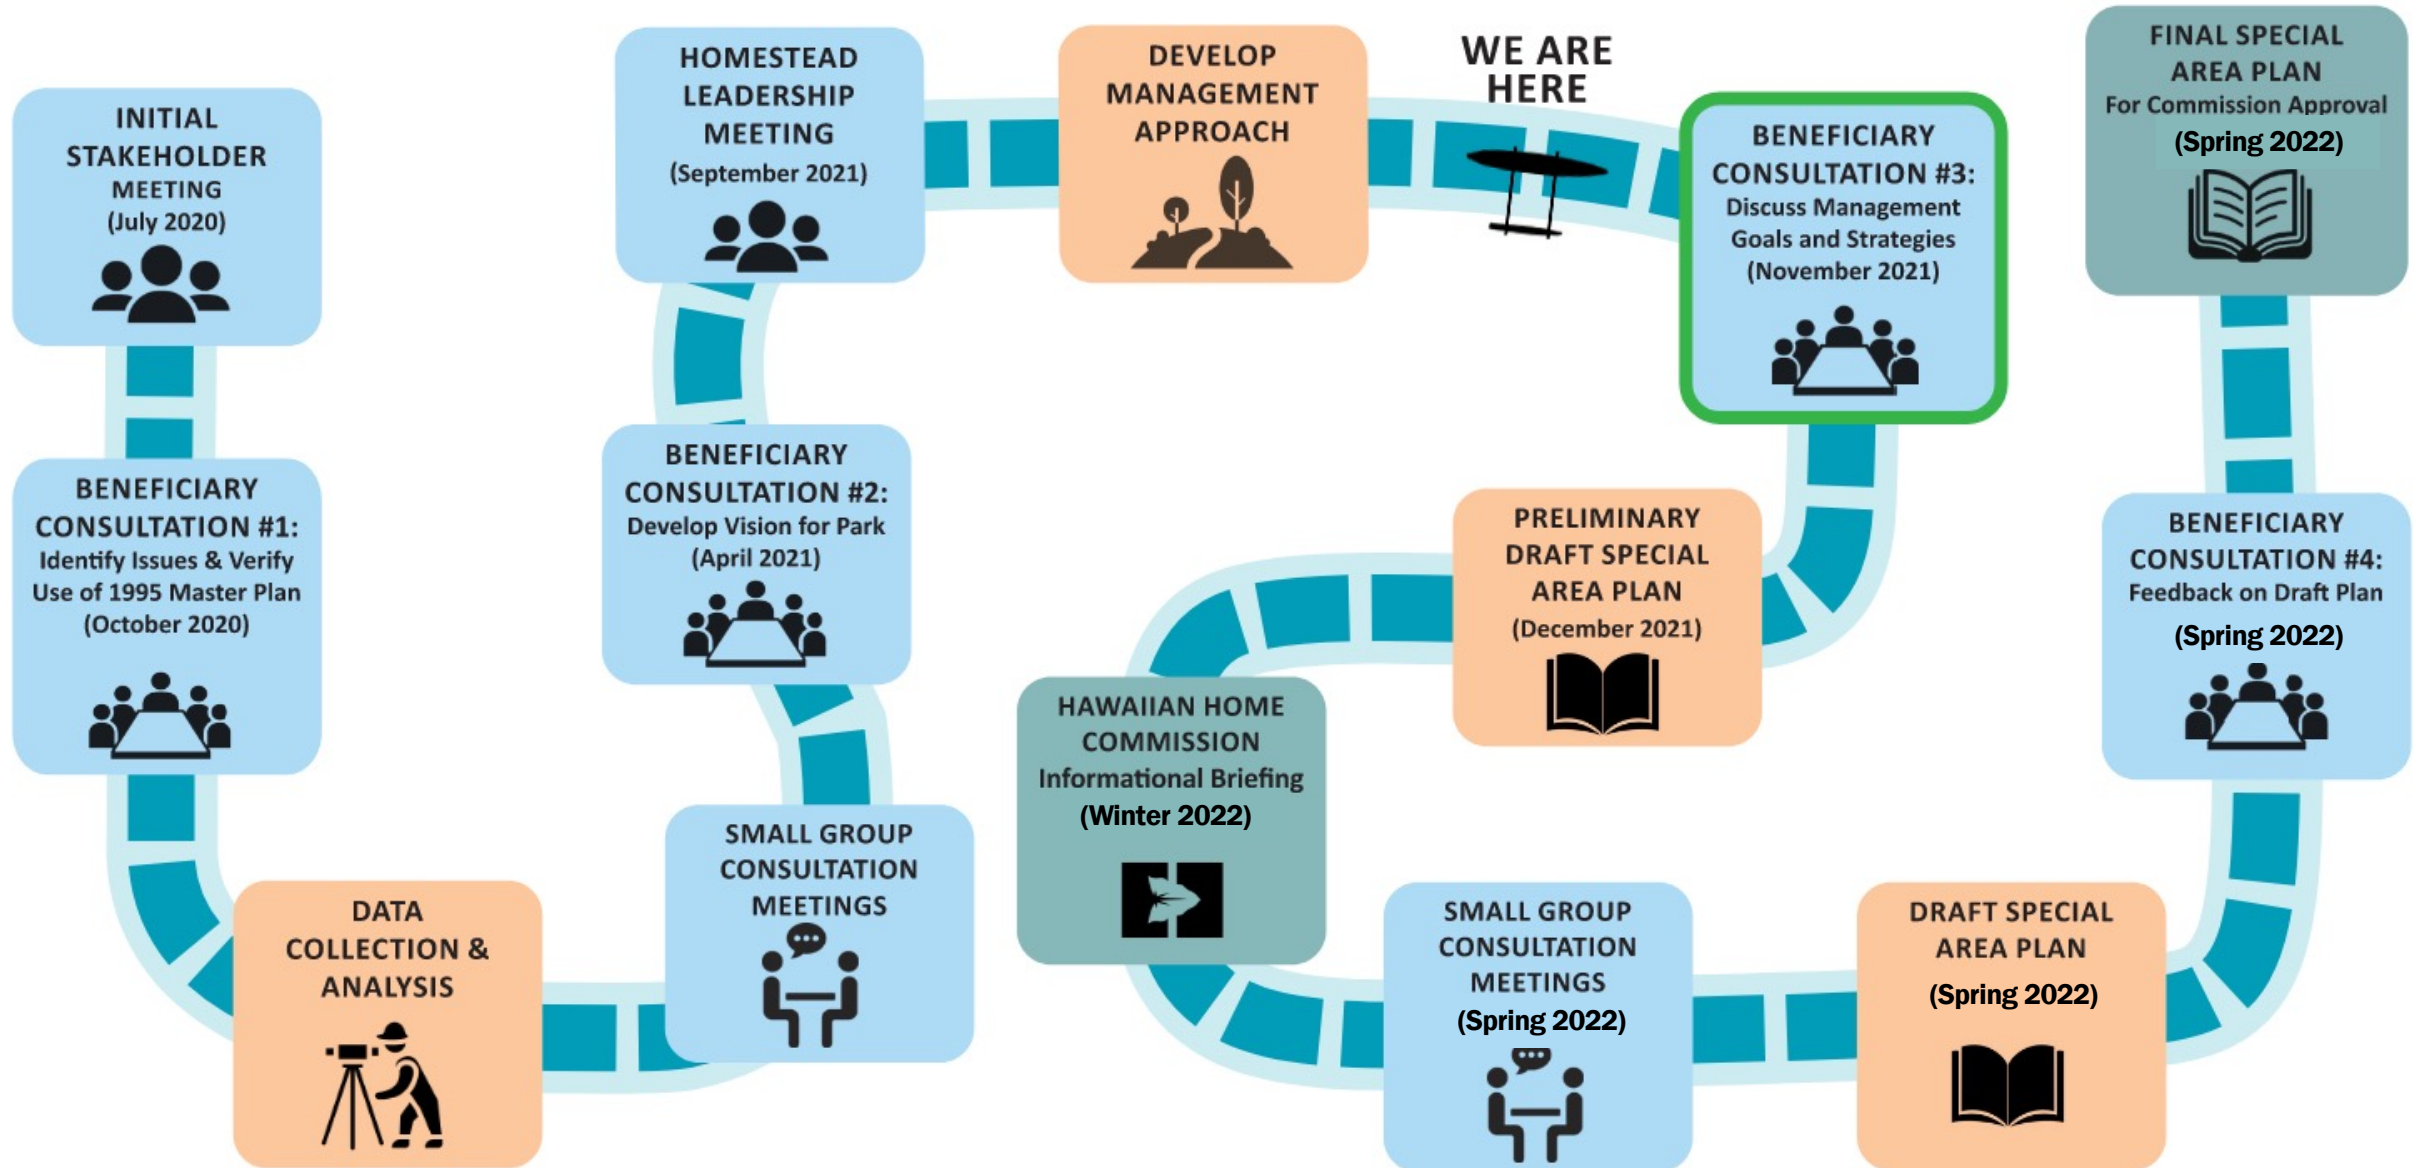 INITIAL
STAKEHOLDER
MEETING
(July 2020)
BENEFICIARY
CONSULTATION #1:
Identify Issues & Verify
Use of 1995 Master Plan
(October 2020)
DATA
COLLECTION &
ANALYSIS
SMALL GROUP
CONSULTATION
MEETINGS
BENEFICIARY
CONSULTATION #2:
Develop Vision for Park
(April 2021)
HOMESTEAD
LEADERSHIP
MEETING
(September 2021)
DEVELOP
MANAGEMENT
APPROACH
WE ARE
HERE
BENEFICIARY
CONSULTATION #3:
Discuss Management
Goals and Strategies
(November 2021)
PRELIMINARY
DRAFT SPECIAL
AREA PLAN
(December 2021)
HAWAIIAN HOME
COMMISSION
Informational Briefing
(Winter 2022)
SMALL GROUP
CONSULTATION
MEETINGS
(Spring 2022)
DRAFT SPECIAL
AREA PLAN
(Spring 2022)
BENEFICIARY
CONSULTATION #4:
Feedback on Draft Plan
(Spring 2022)
FINAL SPECIAL
AREA PLAN
For Commission Approval
(Spring 2022)